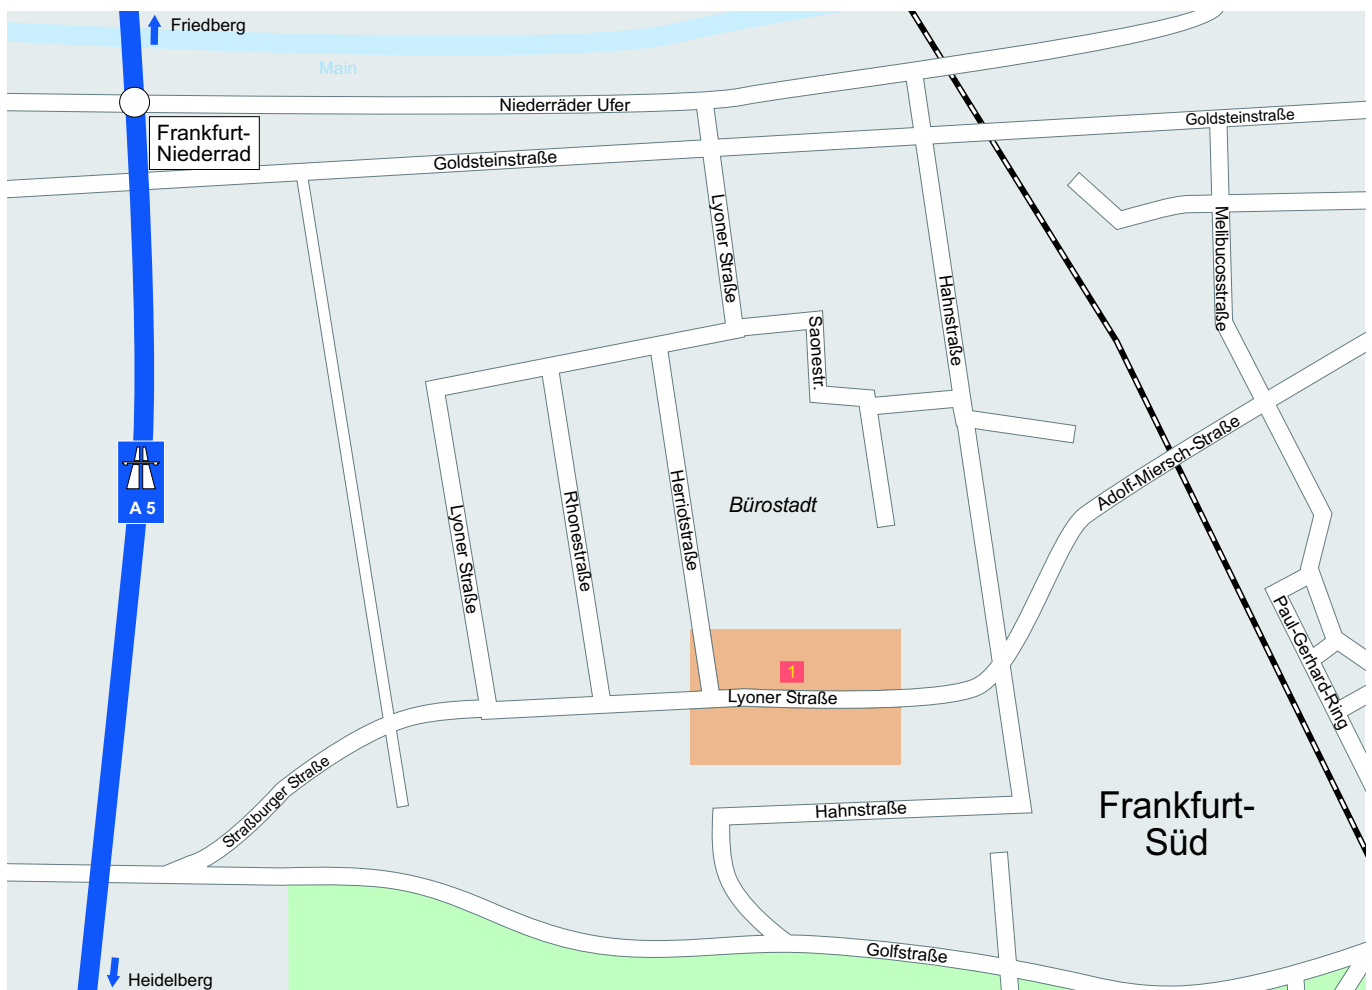 Friedberg
Main
Niederräder Ufer
Goldsteinstraße
Frankfurt-
Niederrad
Goldsteinstraße
Lyoner Straße
Melibucosstraße
Hahnstraße
Saonestr.
Adolf-Miersch-Straße
A 5
Lyoner Straße
Rhonestraße
Herriotstraße
Bürostadt
Paul-Gerhard-Ring
1
Lyoner Straße
Straßburger Straße
Hahnstraße
Frankfurt-
Süd
Golfstraße
Heidelberg